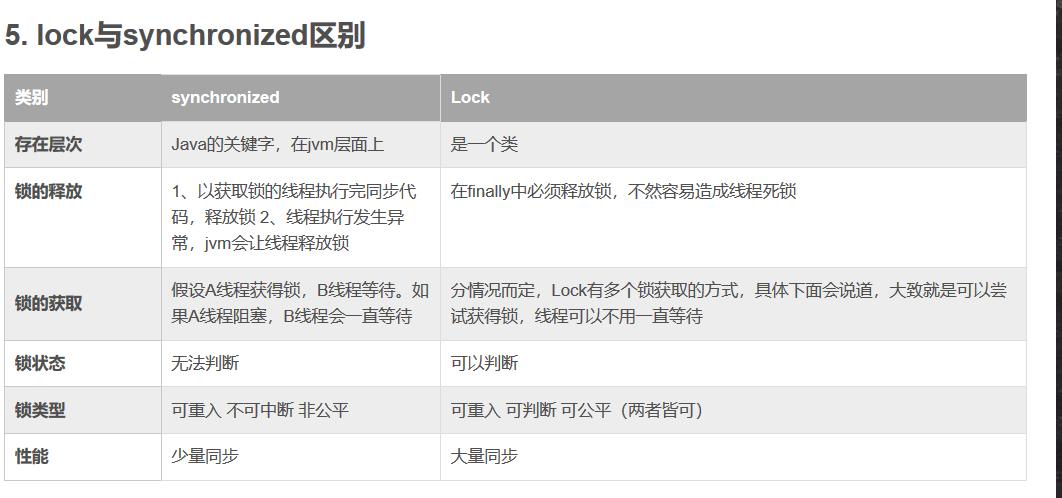 5. lock与synchronized区别
类别 synchronized Lock
存在层次 Java的关键字，在jvm层面上 是一个类
锁的释放 1、以获取锁的线程执行完同步代 在finally中必须释放锁，不然容易造成线程死锁
码，释放锁 2、线程执行发生异
常，jvm会让线程释放锁
锁的获取 假设A线程获得锁，B线程等待。如 分情况而定，Lock有多个锁获取的方式，具体下面会说道，大致就是可以尝
果A线程阻塞，B线程会一直等待 试获得锁，线程可以不用一直等待
锁状态 无法判断 可以判断
锁类型 可重入 不可中断 非公平 可重入 可判断 可公平（两者皆可）
性能 少量同步 大量同步